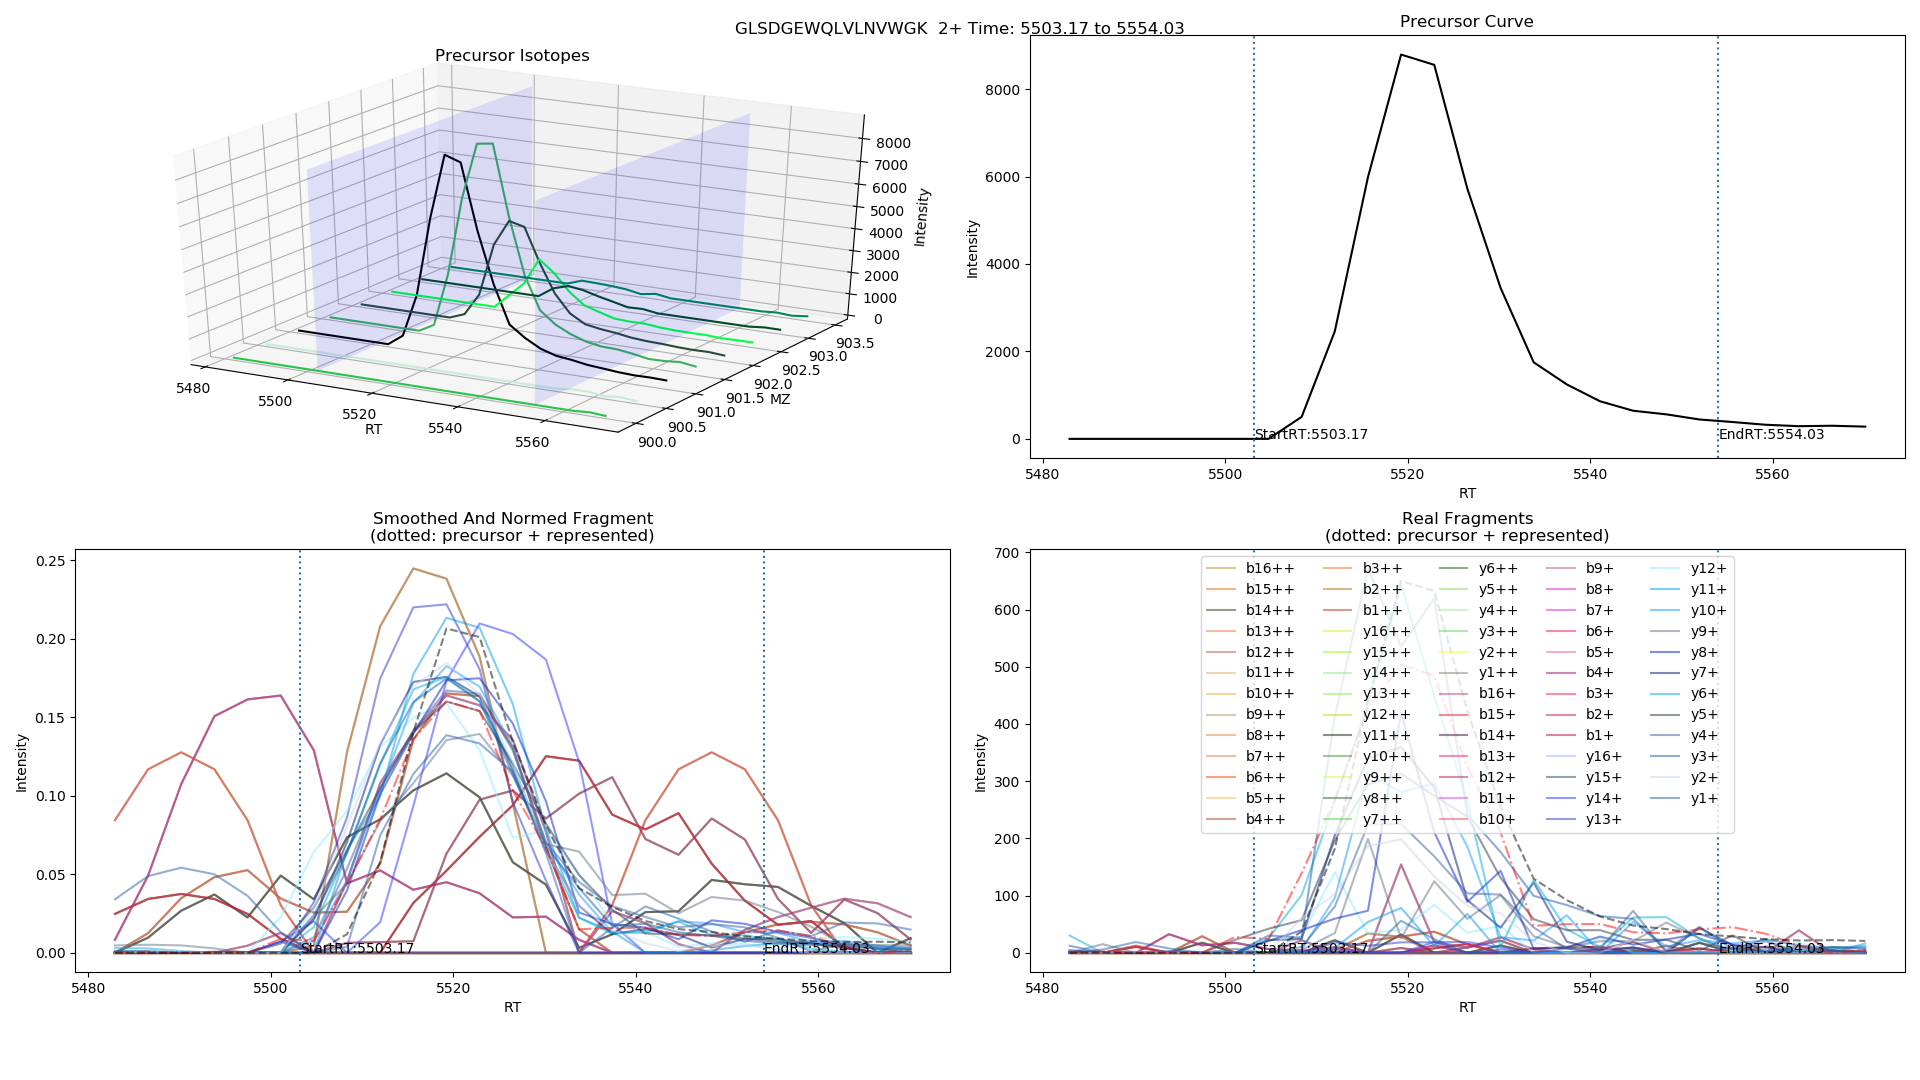 GLSDGEWQLVLNVWGK  2+ Time: 5503.17 to 5554.03
Precursor Isotopes
8000
7000
6000
5000
4000
3000
2000
1000
0
Intensity
5480
5500
5520
5540
5560
RT
900.0
900.5
901.0
901.5
902.0
902.5
903.0
903.5
MZ
Precursor Curve
8000
6000
4000
2000
0
Intensity
StartRT:5503.17
EndRT:5554.03
5480
5500
5520
5540
5560
RT
Smoothed And Normed Fragment
(dotted: precursor + represented)
0.25
0.20
0.15
0.10
0.05
0.00
Intensity
StartRT:5503.17
EndRT:5554.03
5480
5500
5520
5540
5560
RT
Real Fragments
(dotted: precursor + represented)
700
600
500
400
300
200
100
0
Intensity
b16++
b15++
b14++
b13++
b12++
b11++
b10++
b9++
b8++
b7++
b6++
b5++
b4++
b3++
b2++
b1++
y16++
y15++
y14++
y13++
y12++
y11++
y10++
y9++
y8++
y7++
y6++
y5++
y4++
y3++
y2++
y1++
b16+
b15+
b14+
b13+
b12+
b11+
b10+
b9+
b8+
b7+
b6+
b5+
b4+
b3+
b2+
b1+
y16+
y15+
y14+
y13+
y12+
y11+
y10+
y9+
y8+
y7+
y6+
y5+
y4+
y3+
y2+
y1+
StartRT:5503.17
EndRT:5554.03
5480
5500
5520
5540
5560
RT